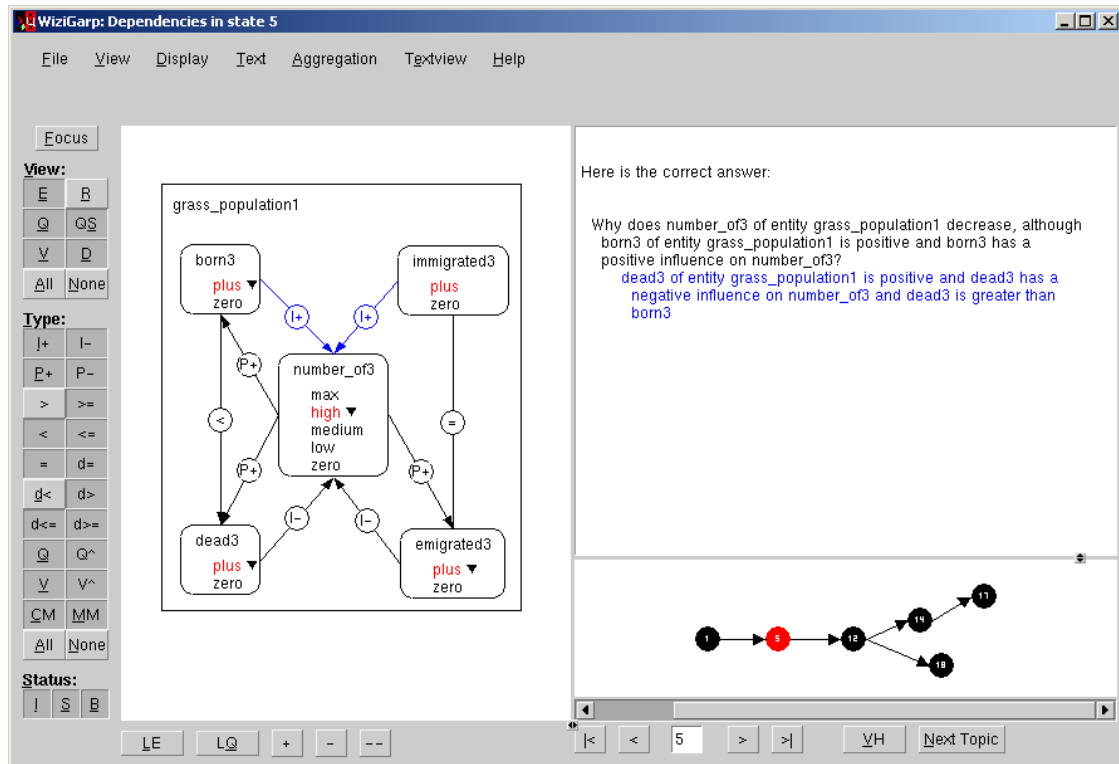 WiziGarp: Dependencies in state 5
File View Display Text Aggregation Textview Help
Focus
View:
E R
Q QS
V D
All None
Type:
I+ I-
P+ P-
> >=
< <=
= d=
d< d>
d<= d>=
Q Q^
V V^
CM MM
All None
Status:
I S B
grass_population1
born3
plus
zero
immigrated3
plus
zero
I+ I+
P+
number_of3
max
high
medium
low
zero
<
=
P+
P+
I-
I-
dead3
plus
zero
emigrated3
plus
zero
LE LQ + - --
Here is the correct answer:
Why does number_of3 of entity grass_population1 decrease, although
born3 of entity grass_population1 is positive and born3 has a
positive influence on number_of3?
dead3 of entity grass_population1 is positive and dead3 has a
negative influence on number_of3 and dead3 is greater than
born3
1 5 12 14 17
18
|< < 5 > >| VH Next Topic